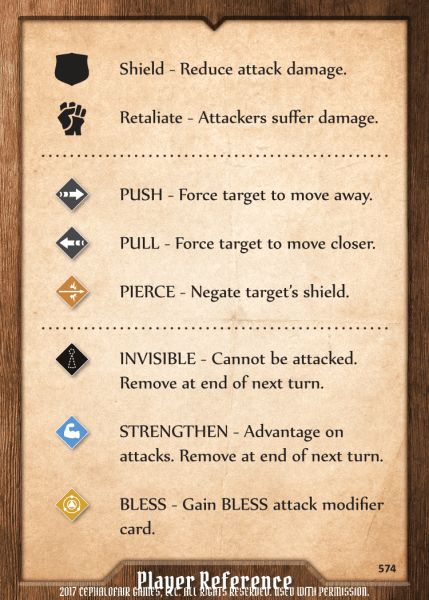 Shield - Reduce attack damage.
Retaliate - Attackers suffer damage.
PUSH - Force target to move away.
PULL - Force target to move closer.
PIERCE - Negate target's shield.
INVISIBLE - Cannot be attacked.
Remove at end of next turn.
STRENGTHEN - Advantage on
attacks. Remove at end of next turn.
BLESS - Gain BLESS attack modifier
card.
574
Player Reference
2017 CEPHALOFAIR GAMES, LLC. ALL RIGHTS RESERVED. USED WITH PERMISSION.